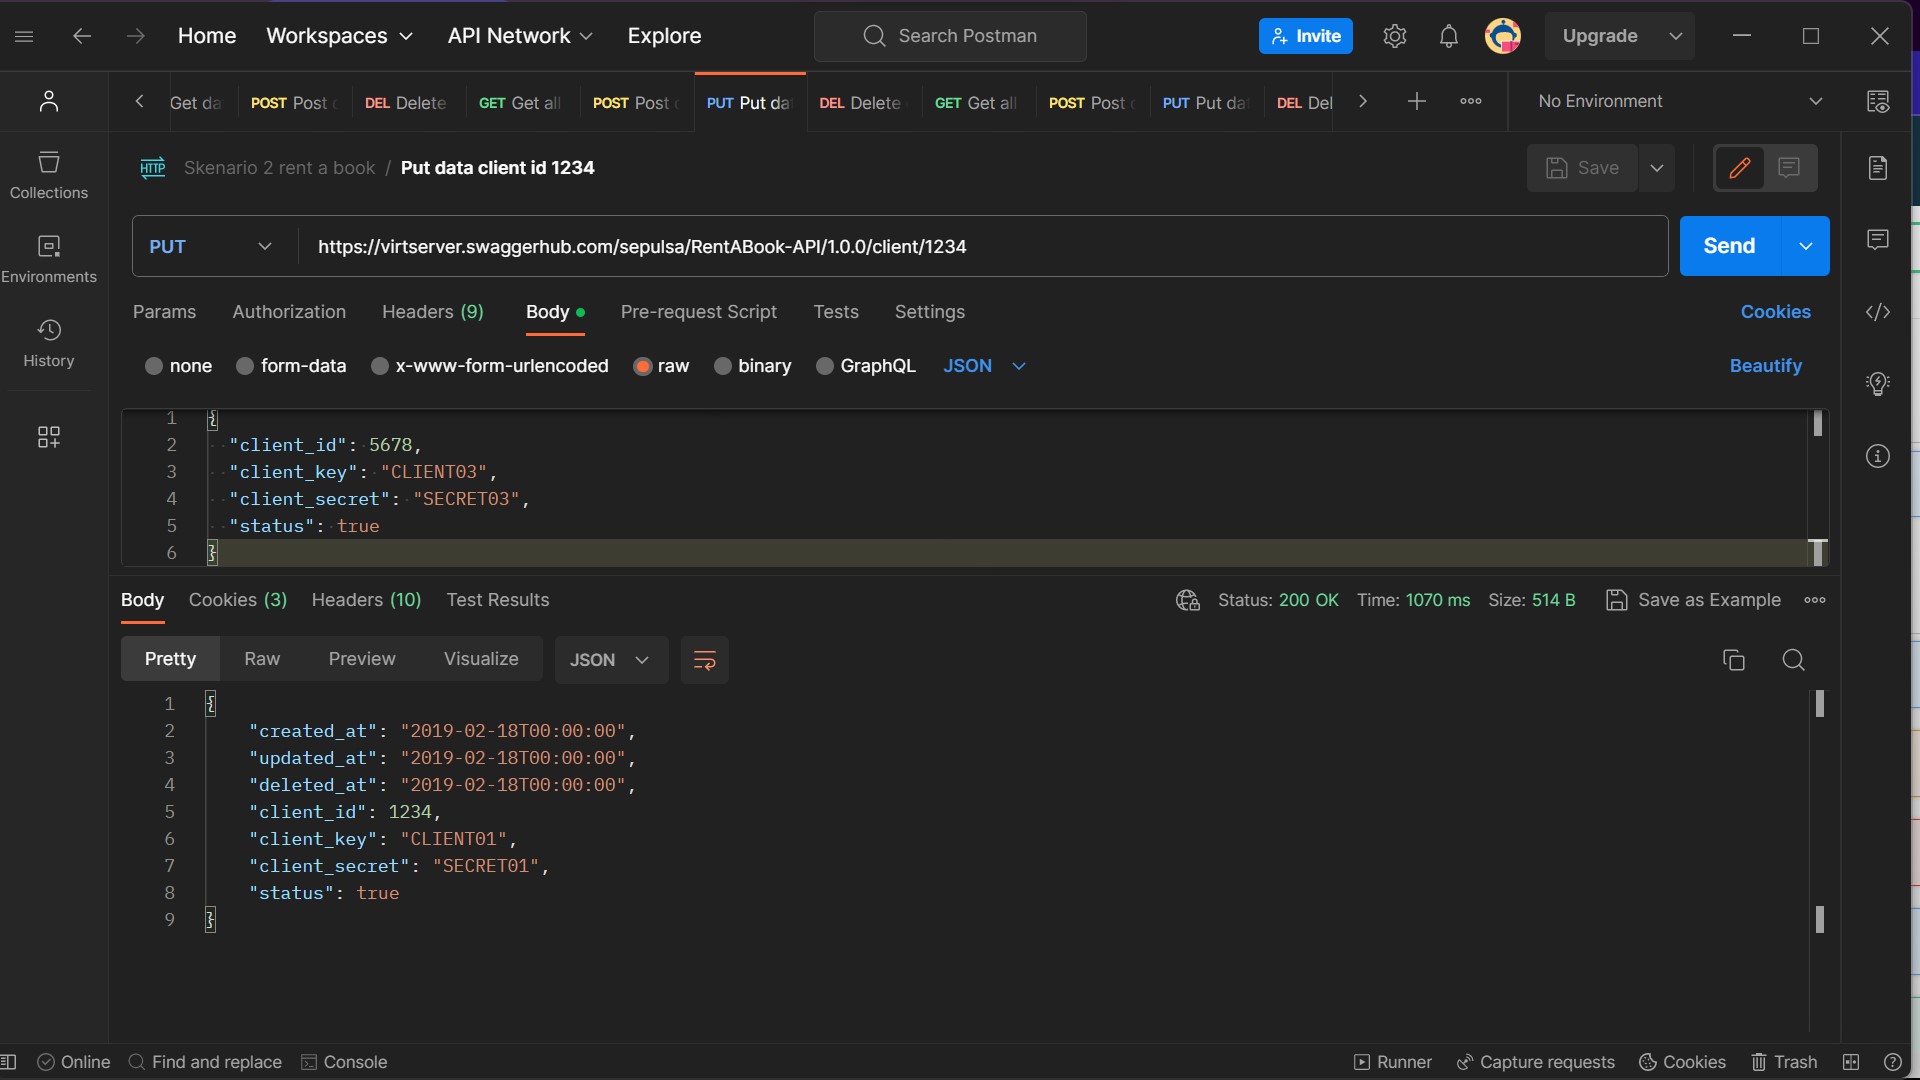 Home Workspaces API Network Explore Search Postman Invite Upgrade
Get da POST Post DEL Delete GET Get all POST Post PUT Put da DEL Delete GET Get all POST Post PUT Put da DEL Del No Environment
HTTP Skenario 2 rent a book / Put data client id 1234 Save
Collections
Environments
History
PUT https://virtserver.swaggerhub.com/sepulsa/RentABook-API/1.0.0/client/1234 Send
Params Authorization Headers (9) Body Pre-request Script Tests Settings Cookies
none form-data x-www-form-urlencoded raw binary GraphQL JSON Beautify
1 {
2 "client_id": 5678,
3 "client_key": "CLIENT03",
4 "client_secret": "SECRET03",
5 "status": true
6 }
Body Cookies (3) Headers (10) Test Results Status: 200 OK Time: 1070 ms Size: 514 B Save as Example
Pretty Raw Preview Visualize JSON
1 {
2 "created_at": "2019-02-18T00:00:00",
3 "updated_at": "2019-02-18T00:00:00",
4 "deleted_at": "2019-02-18T00:00:00",
5 "client_id": 1234,
6 "client_key": "CLIENT01",
7 "client_secret": "SECRET01",
8 "status": true
9 }
Online Find and replace Console Runner Capture requests Cookies Trash